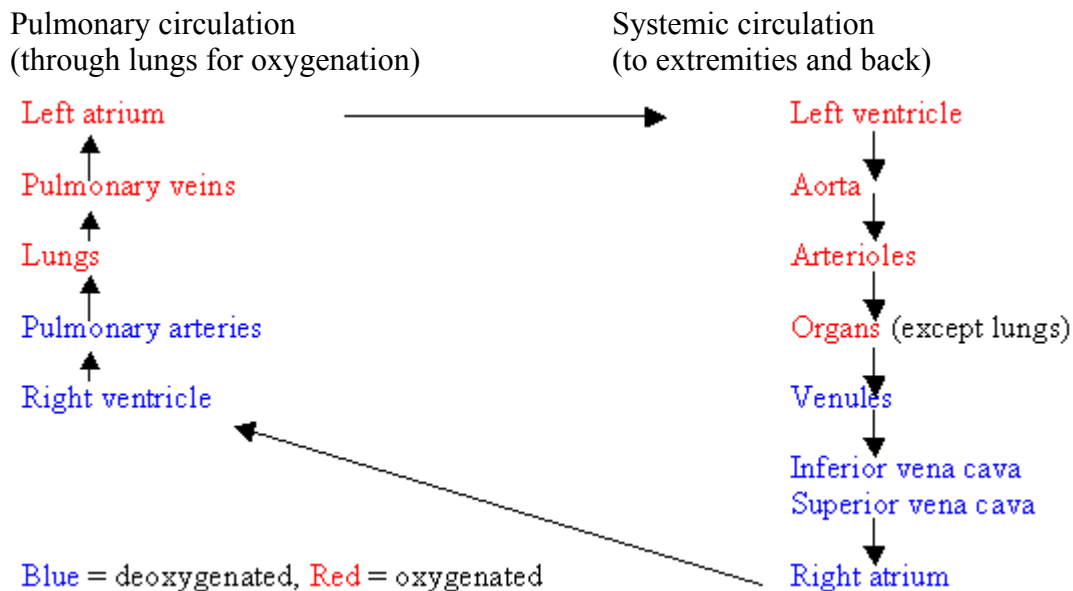 Pulmonary circulation
(through lungs for oxygenation)
Left atrium
Pulmonary veins
Lungs
Pulmonary arteries
Right ventricle
Systemic circulation
(to extremities and back)
Left ventricle
Aorta
Arterioles
Organs (except lungs)
Venules
Inferior vena cava
Superior vena cava
Right atrium
Blue = deoxygenated, Red = oxygenated